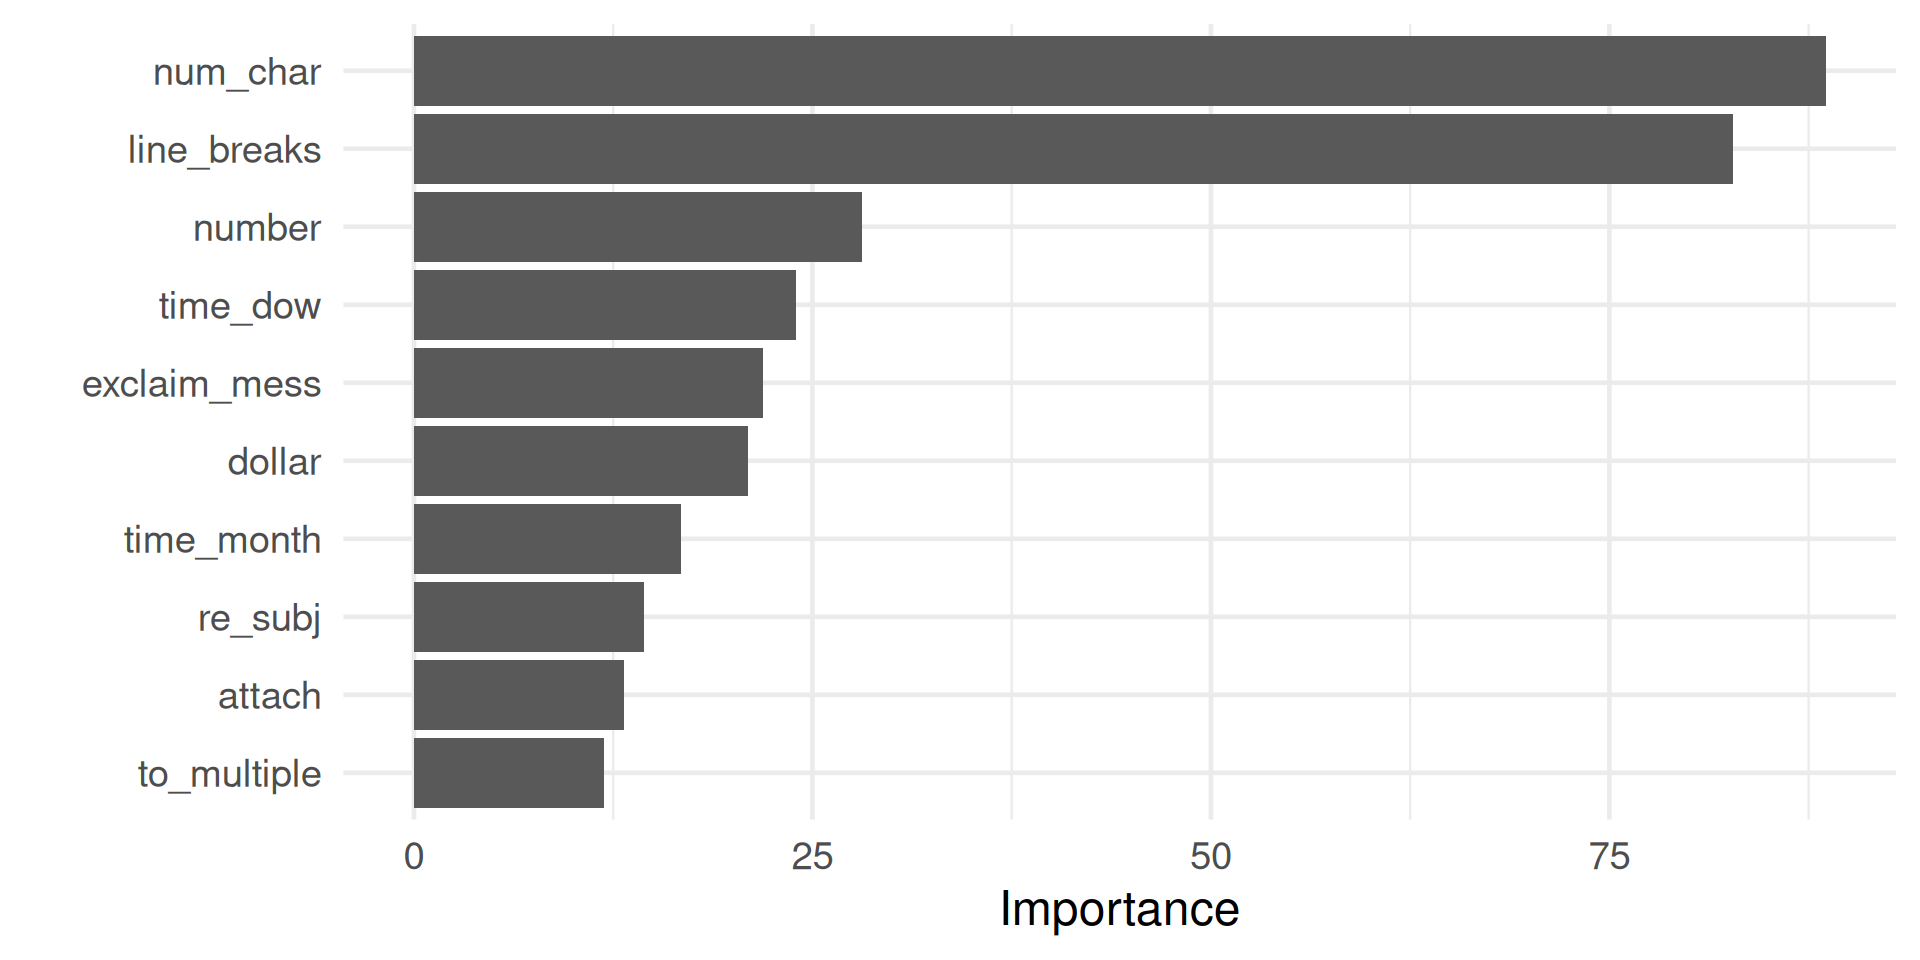 num_char
line_breaks
number
time_dow
exclaim_mess
dollar
time_month
re_subj
attach
to_multiple
0 25 50 75
Importance